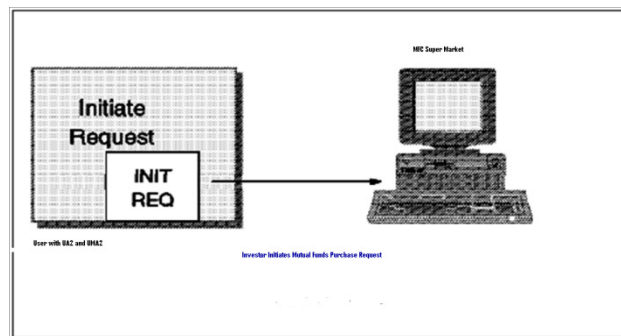 MFC Super Market
Initiate
Request
INIT
REQ
User with UA2 and UMA2
Investor Initiates Mutual Funds Purchase Request